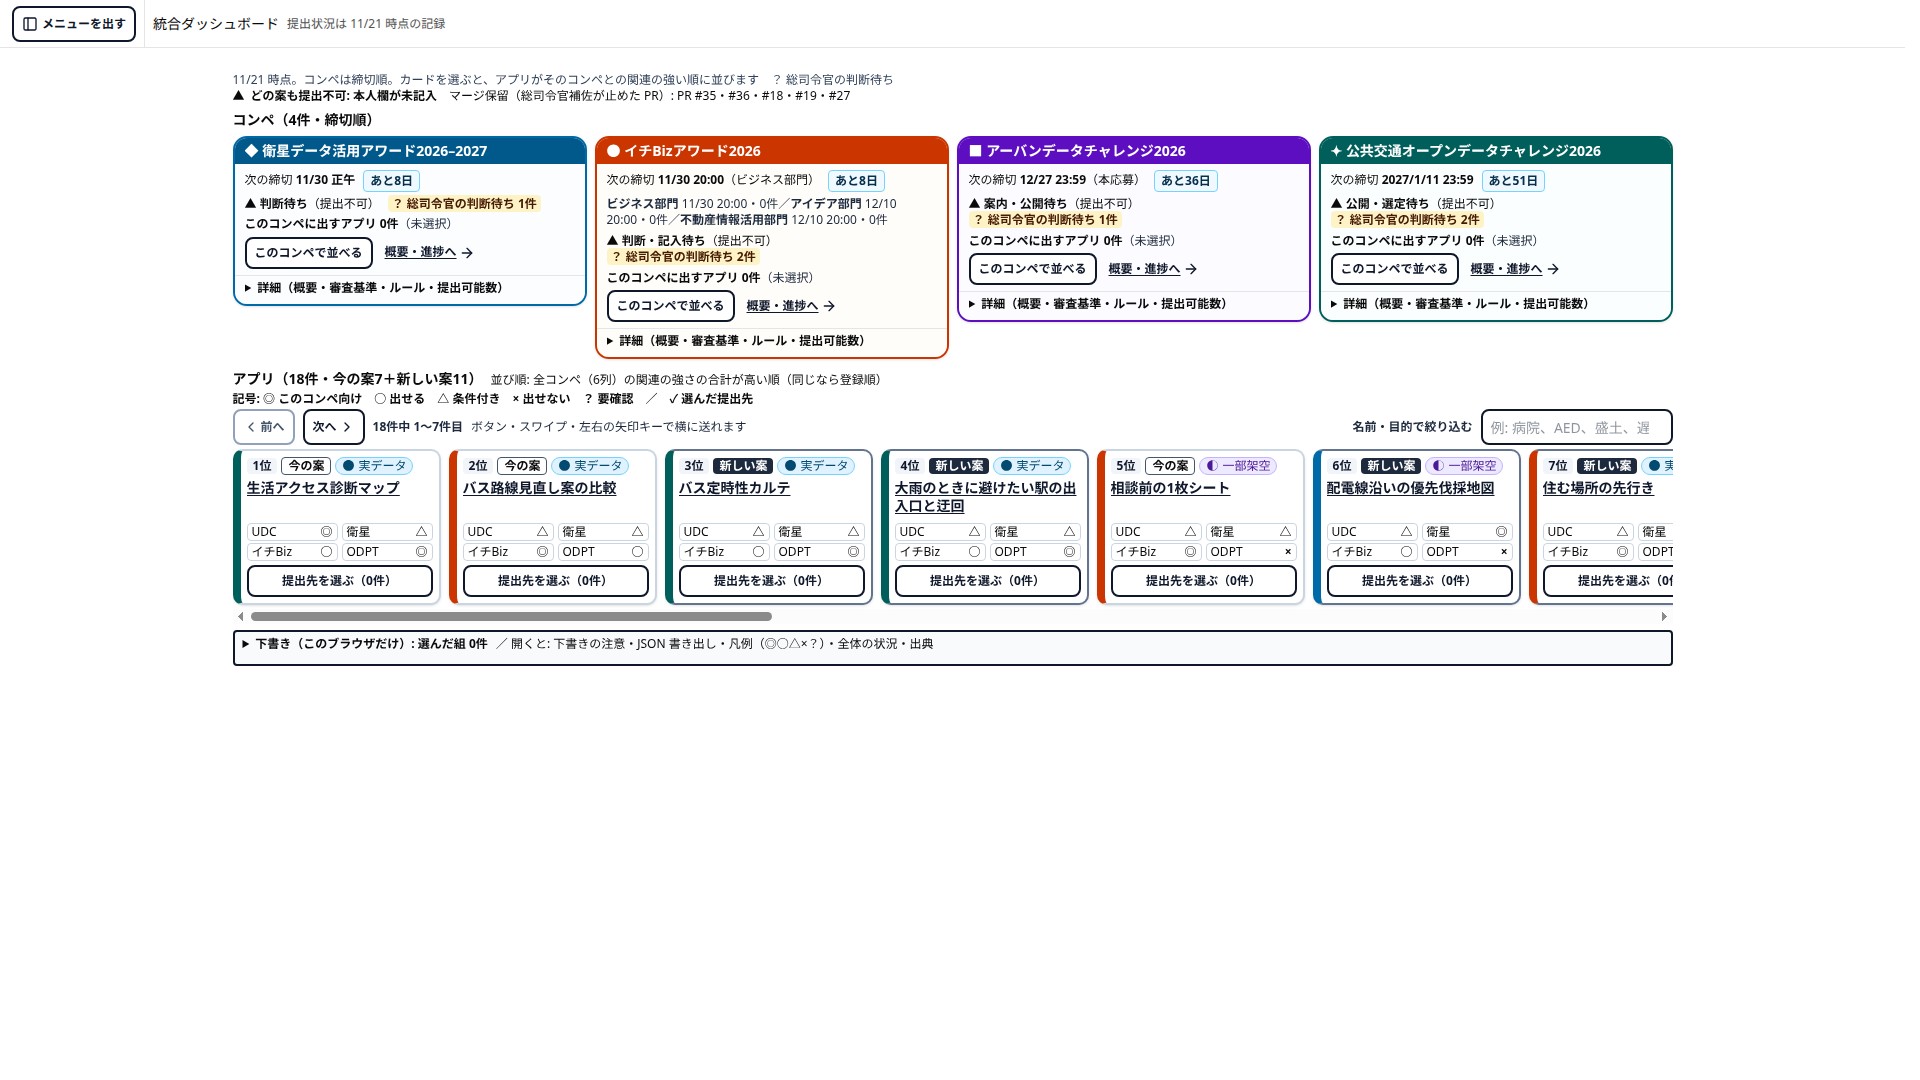 メニューを出す 統合ダッシュボード 提出状況は 11/21 時点の記録
11/21 時点。コンペは締切順。カードを選ぶと、アプリがそのコンペとの関連の強い順に並びます ？ 総司令官の判断待ち
▲ どの案も提出不可: 本人欄が未記入 マージ保留（総司令官補佐が止めた PR）: PR #35・#36・#18・#19・#27
コンペ（4件・締切順）
◆ 衛星データ活用アワード2026–2027
次の締切 11/30 正午 あと8日
▲ 判断待ち（提出不可） ？ 総司令官の判断待ち 1件
このコンペに出すアプリ 0件（未選択）
このコンペで並べる 概要・進捗へ →
▶ 詳細（概要・審査基準・ルール・提出可能数）
● イチBizアワード2026
次の締切 11/30 20:00（ビジネス部門） あと8日
ビジネス部門 11/30 20:00・0件／アイデア部門 12/10
20:00・0件／不動産情報活用部門 12/10 20:00・0件
▲ 判断・記入待ち（提出不可）
？ 総司令官の判断待ち 2件
このコンペに出すアプリ 0件（未選択）
このコンペで並べる 概要・進捗へ →
▶ 詳細（概要・審査基準・ルール・提出可能数）
■ アーバンデータチャレンジ2026
次の締切 12/27 23:59（本応募） あと36日
▲ 案内・公開待ち（提出不可）
？ 総司令官の判断待ち 1件
このコンペに出すアプリ 0件（未選択）
このコンペで並べる 概要・進捗へ →
▶ 詳細（概要・審査基準・ルール・提出可能数）
✦ 公共交通オープンデータチャレンジ2026
次の締切 2027/1/11 23:59 あと51日
▲ 公開・選定待ち（提出不可）
？ 総司令官の判断待ち 2件
このコンペに出すアプリ 0件（未選択）
このコンペで並べる 概要・進捗へ →
▶ 詳細（概要・審査基準・ルール・提出可能数）
アプリ（18件・今の案7＋新しい案11） 並び順: 全コンペ（6列）の関連の強さの合計が高い順（同じなら登録順）
記号: ◎ このコンペ向け ○ 出せる △ 条件付き × 出せない ？ 要確認 ／ ✓ 選んだ提出先
前へ 次へ 18件中 1〜7件目 ボタン・スワイプ・左右の矢印キーで横に送れます 名前・目的で絞り込む 例: 病院、AED、盛土、遅
1位 今の案 ● 実データ
生活アクセス診断マップ
UDC ◎ 衛星 △
イチBiz ○ ODPT ◎
提出先を選ぶ（0件）
2位 今の案 ● 実データ
バス路線見直し案の比較
UDC △ 衛星 △
イチBiz ◎ ODPT ○
提出先を選ぶ（0件）
3位 新しい案 ● 実データ
バス定時性カルテ
UDC △ 衛星 △
イチBiz ○ ODPT ◎
提出先を選ぶ（0件）
4位 新しい案 ● 実データ
大雨のときに避けたい駅の出
入口と迂回
UDC △ 衛星 △
イチBiz ○ ODPT ◎
提出先を選ぶ（0件）
5位 今の案 ◐ 一部架空
相談前の1枚シート
UDC △ 衛星 △
イチBiz ◎ ODPT ×
提出先を選ぶ（0件）
6位 新しい案 ◐ 一部架空
配電線沿いの優先伐採地図
UDC △ 衛星 ◎
イチBiz ○ ODPT ×
提出先を選ぶ（0件）
7位 新しい案 ● 実
住む場所の先行き
UDC △ 衛星
イチBiz ◎ ODPT
提出先を選ぶ（0
▶ 下書き（このブラウザだけ）: 選んだ組 0件 ／ 開くと: 下書きの注意・JSON 書き出し・凡例（◎○△×？）・全体の状況・出典